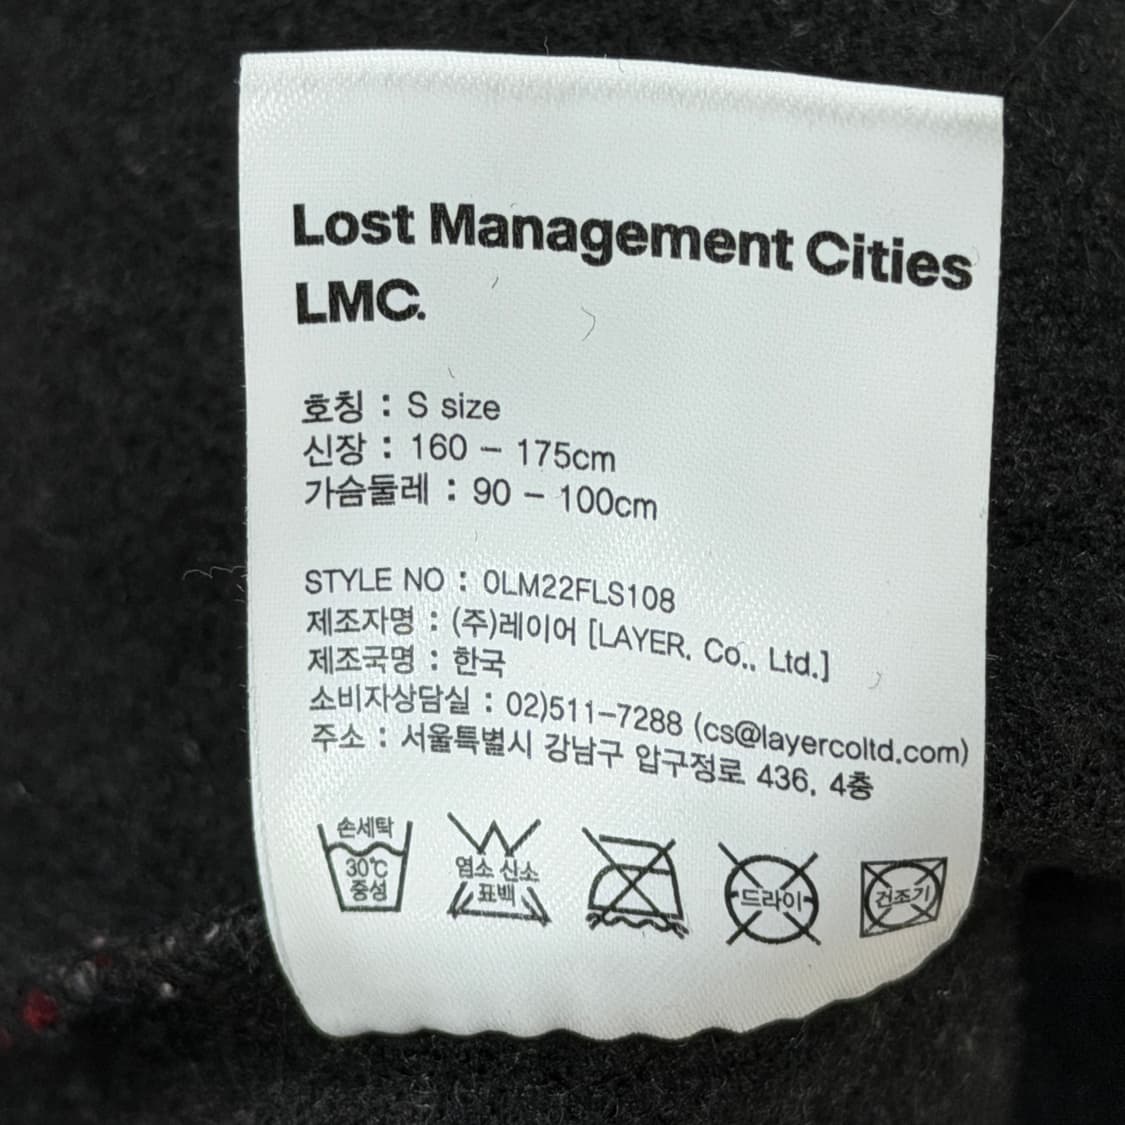 Lost Management Cities
LMC.
호칭 : S size
신장 : 160 - 175cm
가슴둘레 : 90 - 100cm
STYLE NO : 0LM22FLS108
제조자명 : (주)레이어 [LAYER. Co., Ltd.]
제조국명 : 한국
소비자상담실 : 02)511-7288 (cs@layercoltd.com)
주소 : 서울특별시 강남구 압구정로 436, 4층
손세탁
30℃
중성
염소 산소
표백
드라이
건조기